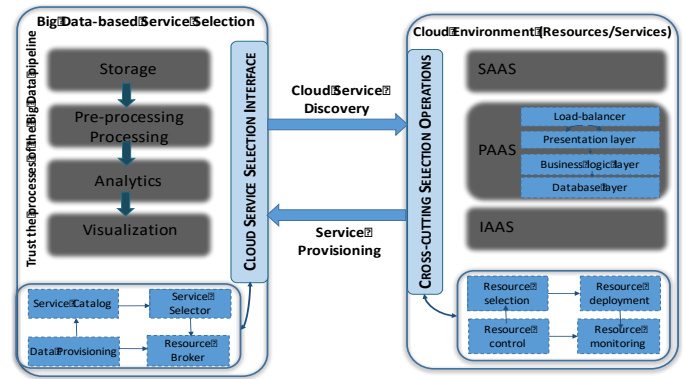 Big Data-based Service Selection
Trust the processes of the Big Data pipeline
Storage
Pre-processing
Processing
Analytics
Visualization
CLOUD SERVICE SELECTION INTERFACE
Service Catalog
Service
Selector
Data Provisioning
Resource
Broker
Cloud Service
Discovery
Service
Provisioning
Cloud Environment (Resources/Services)
CROSS-CUTTING SELECTION OPERATIONS
SAAS
PAAS
Load-balancer
Presentation layer
Business logic layer
Database layer
IAAS
Resource
selection
Resource
deployment
Resource
control
Resource
monitoring